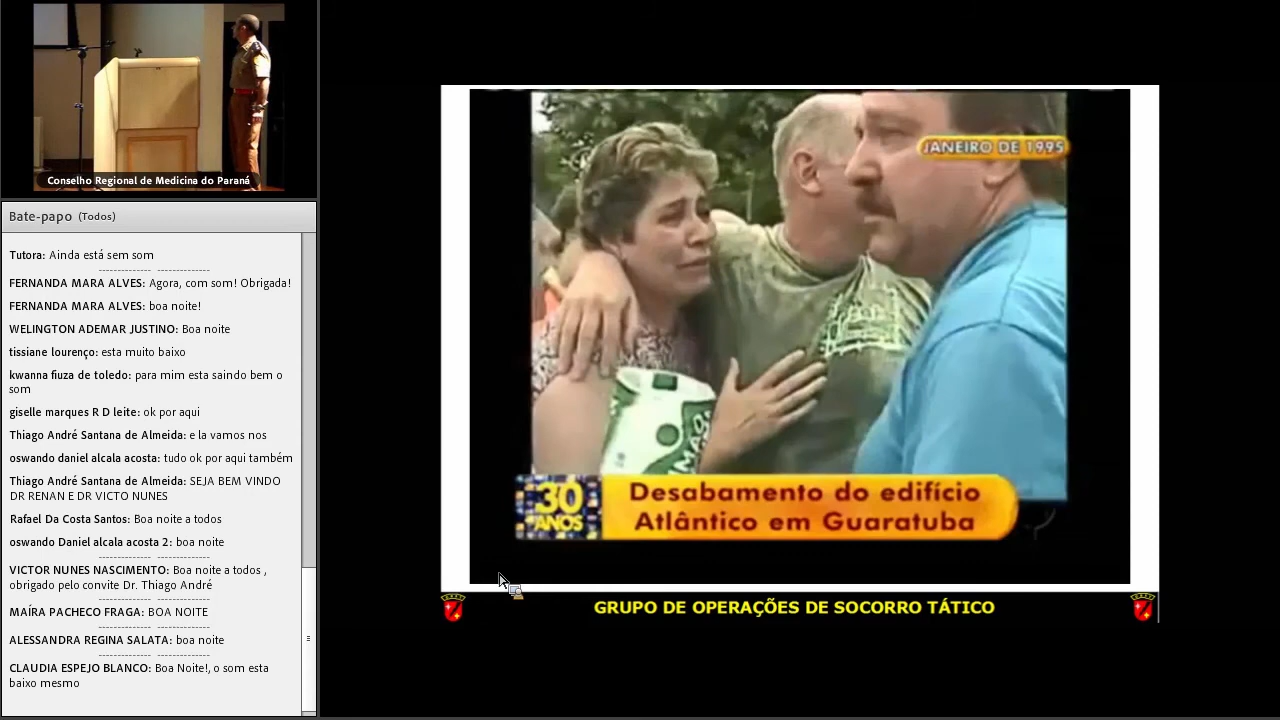 Conselho Regional de Medicina do Paraná
Bate-papo (Todos)
Tutora: Ainda está sem som
FERNANDA MARA ALVES: Agora, com som! Obrigada!
FERNANDA MARA ALVES: boa noite!
WELINGTON ADEMAR JUSTINO: Boa noite
tissiane lourenço: esta muito baixo
kwanna fiuza de toledo: para mim esta saindo bem o
som
giselle marques R D leite: ok por aqui
Thiago André Santana de Almeida: e la vamos nos
oswando daniel alcala acosta: tudo ok por aqui também
Thiago André Santana de Almeida: SEJA BEM VINDO
DR RENAN E DR VICTO NUNES
Rafael Da Costa Santos: Boa noite a todos
oswando Daniel alcala acosta 2: boa noite
VICTOR NUNES NASCIMENTO: Boa noite a todos ,
obrigado pelo convite Dr. Thiago André
MAÍRA PACHECO FRAGA: BOA NOITE
ALESSANDRA REGINA SALATA: boa noite
CLAUDIA ESPEJO BLANCO: Boa Noite!, o som esta
baixo mesmo
JANEIRO DE 1995
30
ANOS
Desabamento do edifício
Atlântico em Guaratuba
GRUPO DE OPERAÇÕES DE SOCORRO TÁTICO